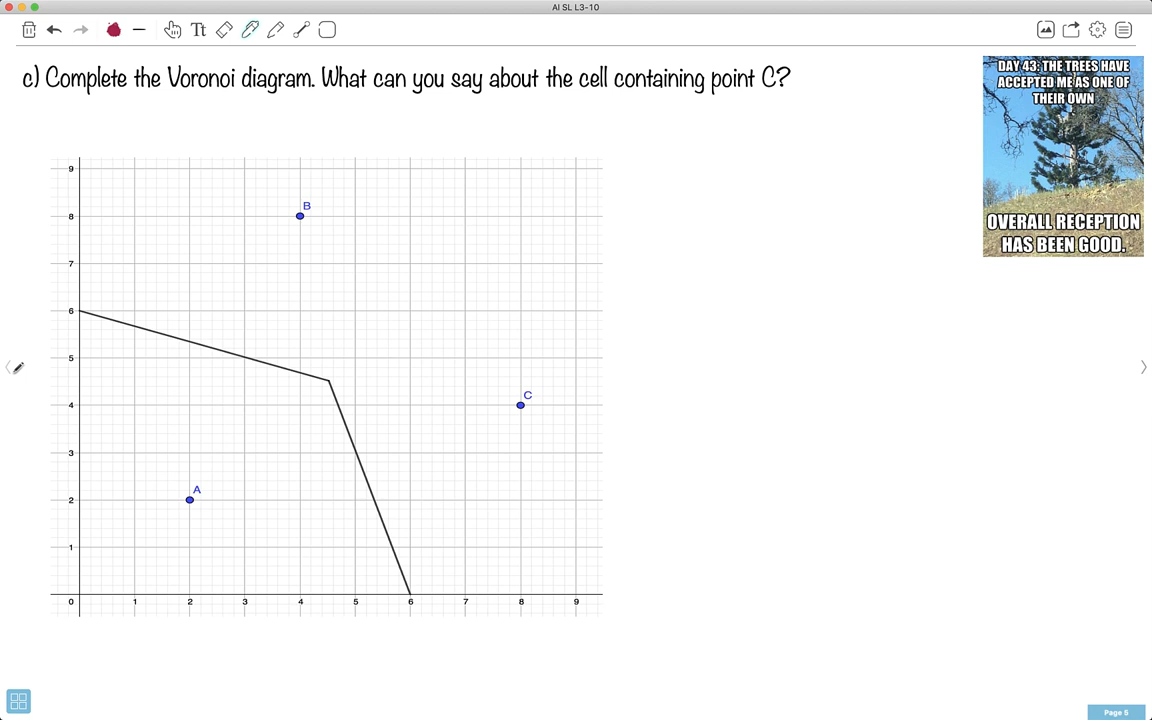 AI SL L3-10
Tt
c) Complete the Voronoi diagram. What can you say about the cell containing point C?
DAY 43: THE TREES HAVE
ACCEPTED ME AS ONE OF
THEIR OWN
OVERALL RECEPTION
HAS BEEN GOOD.
9
B
8
7
6
5
C
4
3
A
2
1
0 1 2 3 4 5 6 7 8 9
Page 5